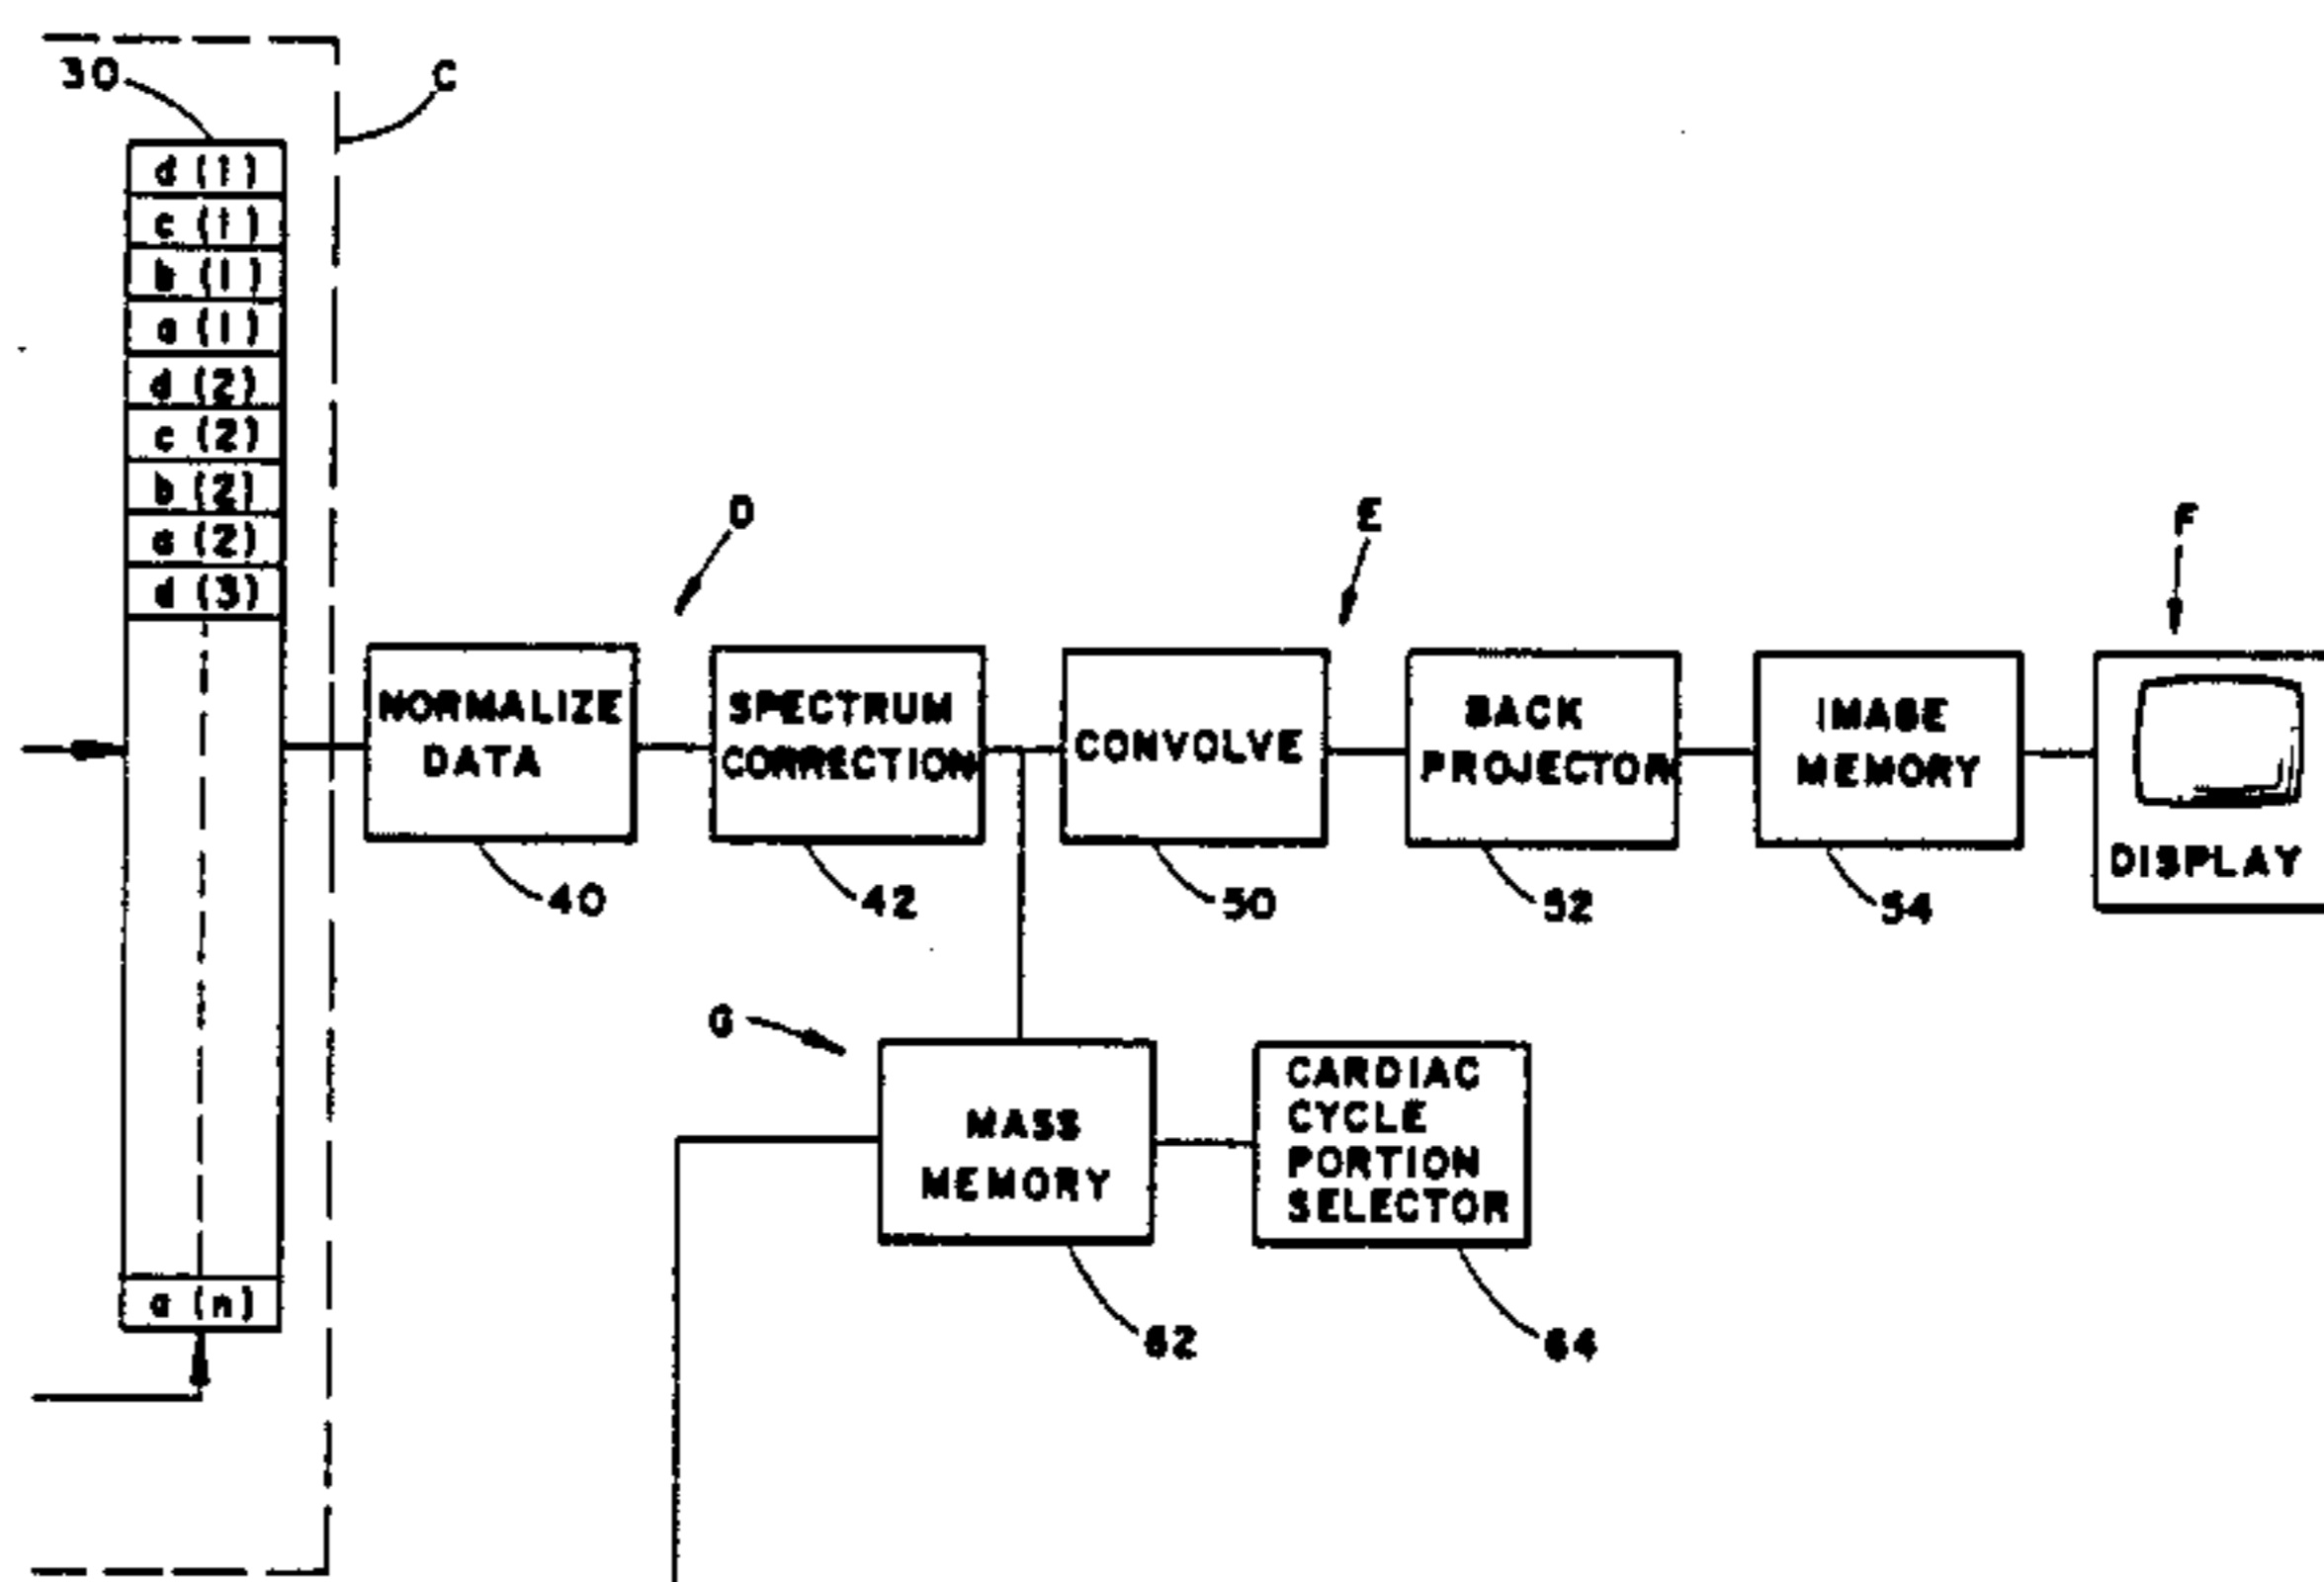 30
C
d (1)
c (1)
b (1)
a (1)
d (2)
c (2)
b (2)
a (2)
d (3)
a (n)
D
E
F
NORMALIZE
DATA
40
SPECTRUM
CORRECTION
42
CONVOLVE
50
BACK
PROJECTOR
52
IMAGE
MEMORY
54
DISPLAY
G
MASS
MEMORY
62
CARDIAC
CYCLE
PORTION
SELECTOR
64